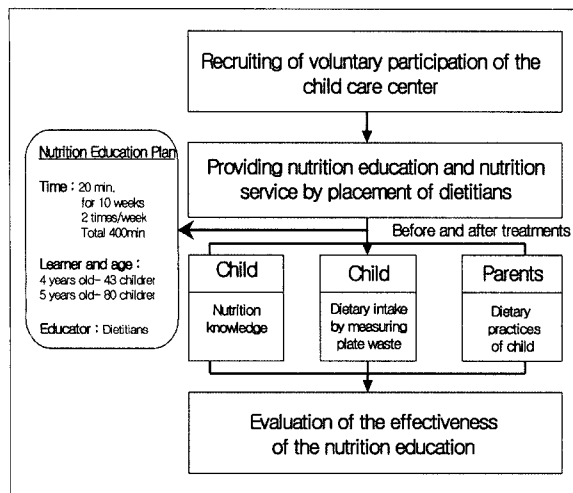 Recruiting of voluntary participation of the
child care center
Providing nutrition education and nutrition
service by placement of dietitians
Before and after treatments
Nutrition Education Plan
Time : 20 min,
for 10 weeks
2 times/week
Total 400min
Learner and age :
4 years old- 43 childrer
5 years old- 80 childrer
Educator : Dietitians
Child
Nutrition
knowledge
Child
Dietary intake
by measuring
plate waste
Parents
Dietary
practices
of child
Evaluation of the effectiveness
of the nutrition education